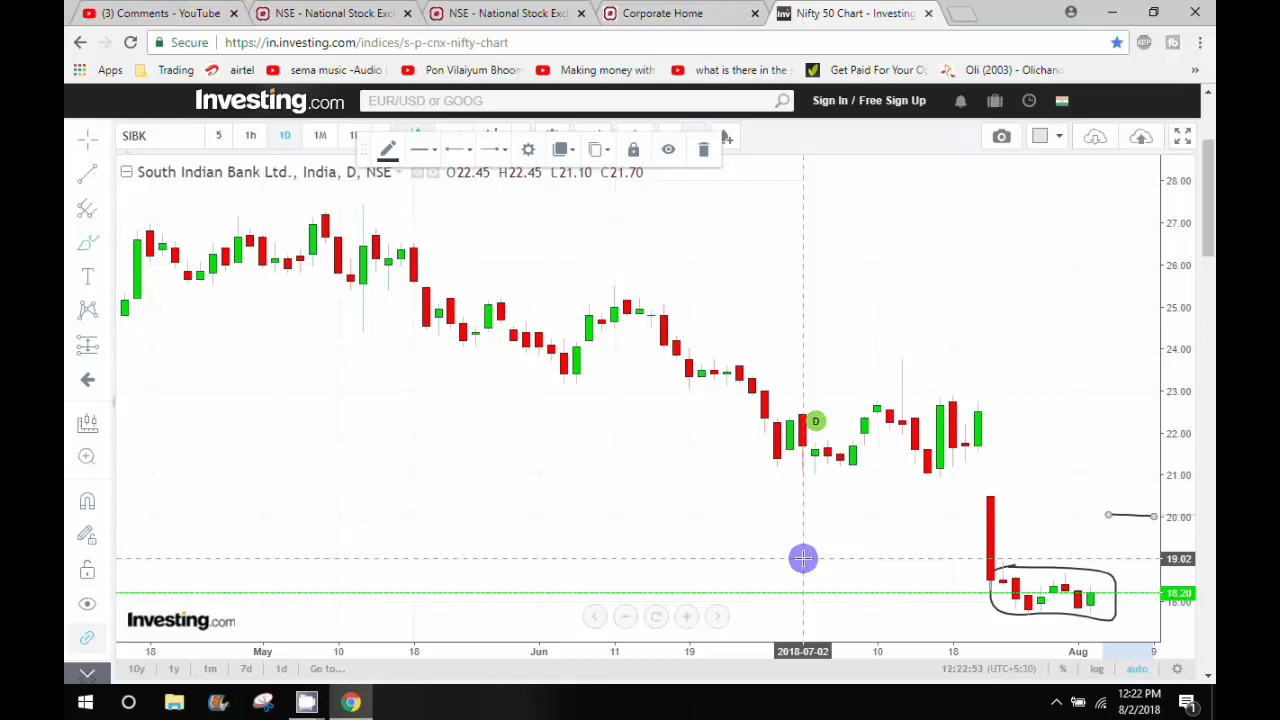 (3) Comments - YouTube
NSE - National Stock Exc
NSE - National Stock Exc
Corporate Home
inv Nifty 50 Chart - Investing
Secure https://in.investing.com/indices/s-p-cnx-nifty-chart
ABP
Apps Trading airtel sema music -Audio Pon Vilaiyum Bhoom Making money with what is there in the s Get Paid For Your Op Oli (2003) - Olichand »
Investing.com EUR/USD or GOOG Sign In / Free Sign Up
SIBK 5 1h 1D 1M
South Indian Bank Ltd., India, D, NSE O22.45 H22.45 L21.10 C21.70
28.00
27.00
26.00
25.00
24.00
23.00
D
22.00
21.00
20.00
19.02
18.20
18.00
Investing.com
18 May 10 18 Jun 11 19 2018-07-02 10 18 Aug 9
10y 1y 1m 7d 1d Go to... 12:22:53 (UTC+5:30) % log auto
12:22 PM
8/2/2018
1